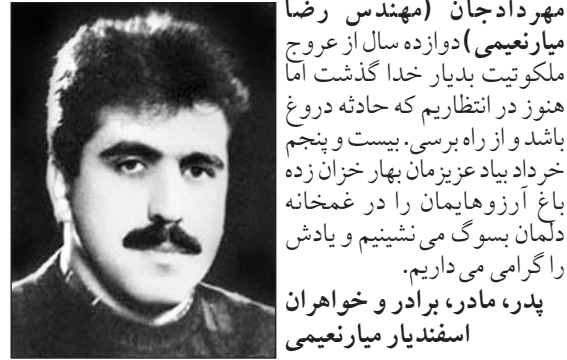 مهردادجان (مهندس رضا
میارنعیمی) دوازده سال از عروج
ملکوتیت بدیار خدا گذشت اما
هنوز در انتظاریم که حادثه دروغ
باشد و از راه برسی. بیست و پنجم
خرداد بیاد عزیزمان بهار خزان زده
باغ آرزوهایمان را در غمخانه
دلمان بسوگ می‌نشینیم و یادش
را گرامی می‌داریم.
پدر، مادر، برادر و خواهران
اسفندیار میارنعیمی